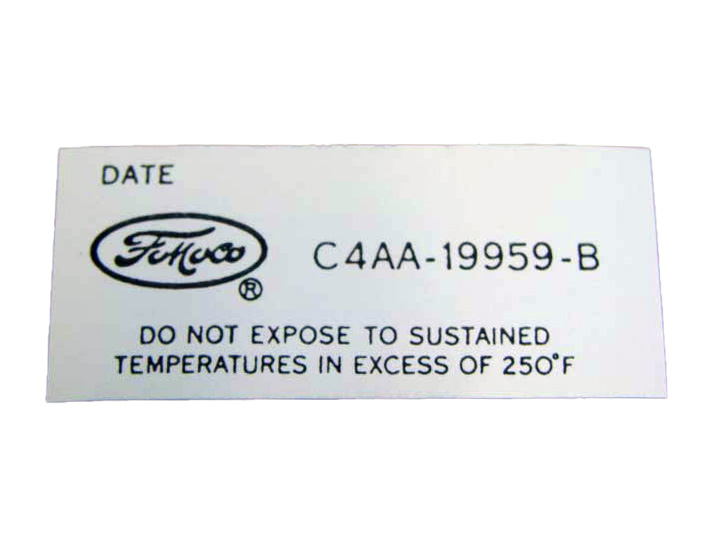 DATE
FoMoCo ® C4AA-19959-B
DO NOT EXPOSE TO SUSTAINED
TEMPERATURES IN EXCESS OF 250°F